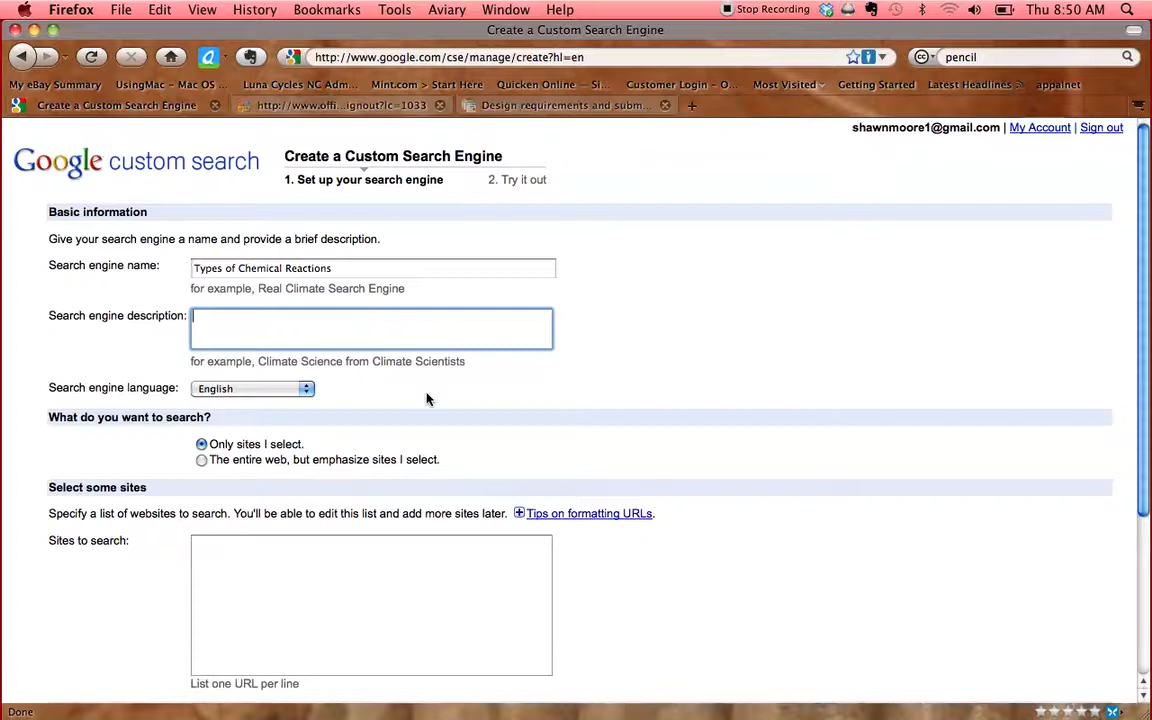 Firefox File Edit View History Bookmarks Tools Aviary Window Help Stop Recording Thu 8:50 AM
Create a Custom Search Engine
http://www.google.com/cse/manage/create?hl=en
pencil
My eBay Summary UsingMac – Mac OS ... Luna Cycles NC Adm... Mint.com > Start Here Quicken Online – Si... Customer Login – O... Most Visited Getting Started Latest Headlines appainet
Create a Custom Search Engine http://www.offi...ignout?lc=1033 Design requirements and subm...
shawnmoore1@gmail.com | My Account | Sign out
Google custom search
Create a Custom Search Engine
1. Set up your search engine 2. Try it out
Basic information
Give your search engine a name and provide a brief description.
Search engine name: Types of Chemical Reactions
for example, Real Climate Search Engine
Search engine description:
for example, Climate Science from Climate Scientists
Search engine language: English
What do you want to search?
Only sites I select.
The entire web, but emphasize sites I select.
Select some sites
Specify a list of websites to search. You'll be able to edit this list and add more sites later. Tips on formatting URLs.
Sites to search:
List one URL per line
Done